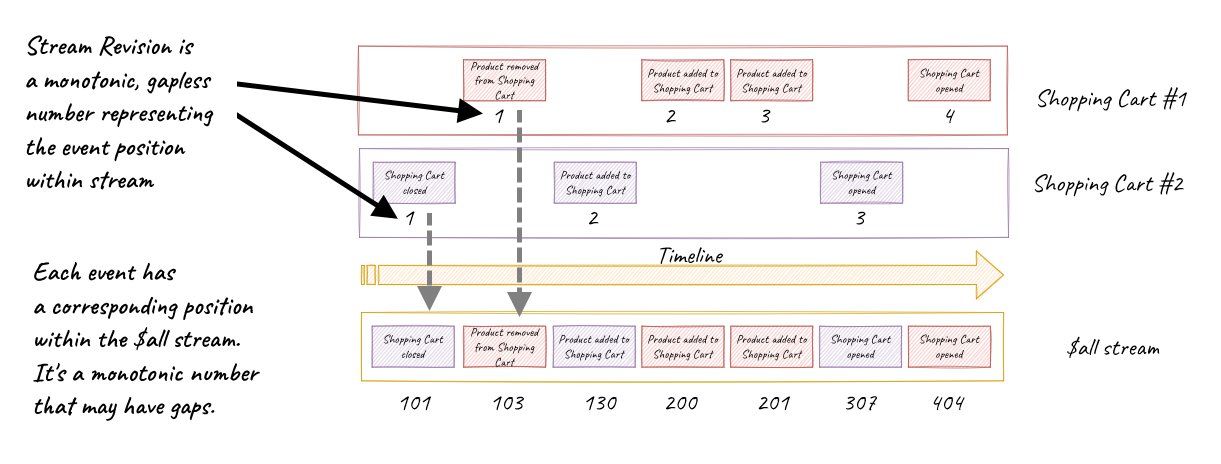 Stream Revision is
a monotonic, gapless
number representing
the event position
within stream
Product removed
from Shopping
Cart
1
Product added to
Shopping Cart
2
Product added to
Shopping Cart
3
Shopping Cart
opened
4
Shopping Cart #1
Shopping Cart
closed
1
Product added to
Shopping Cart
2
Shopping Cart
opened
3
Shopping Cart #2
Timeline
Each event has
a corresponding position
within the $all stream.
It's a monotonic number
that may have gaps.
Shopping Cart
closed
Product removed
from Shopping
Cart
Product added to
Shopping Cart
Product added to
Shopping Cart
Product added to
Shopping Cart
Shopping Cart
opened
Shopping Cart
opened
$all stream
101 103 130 200 201 307 404